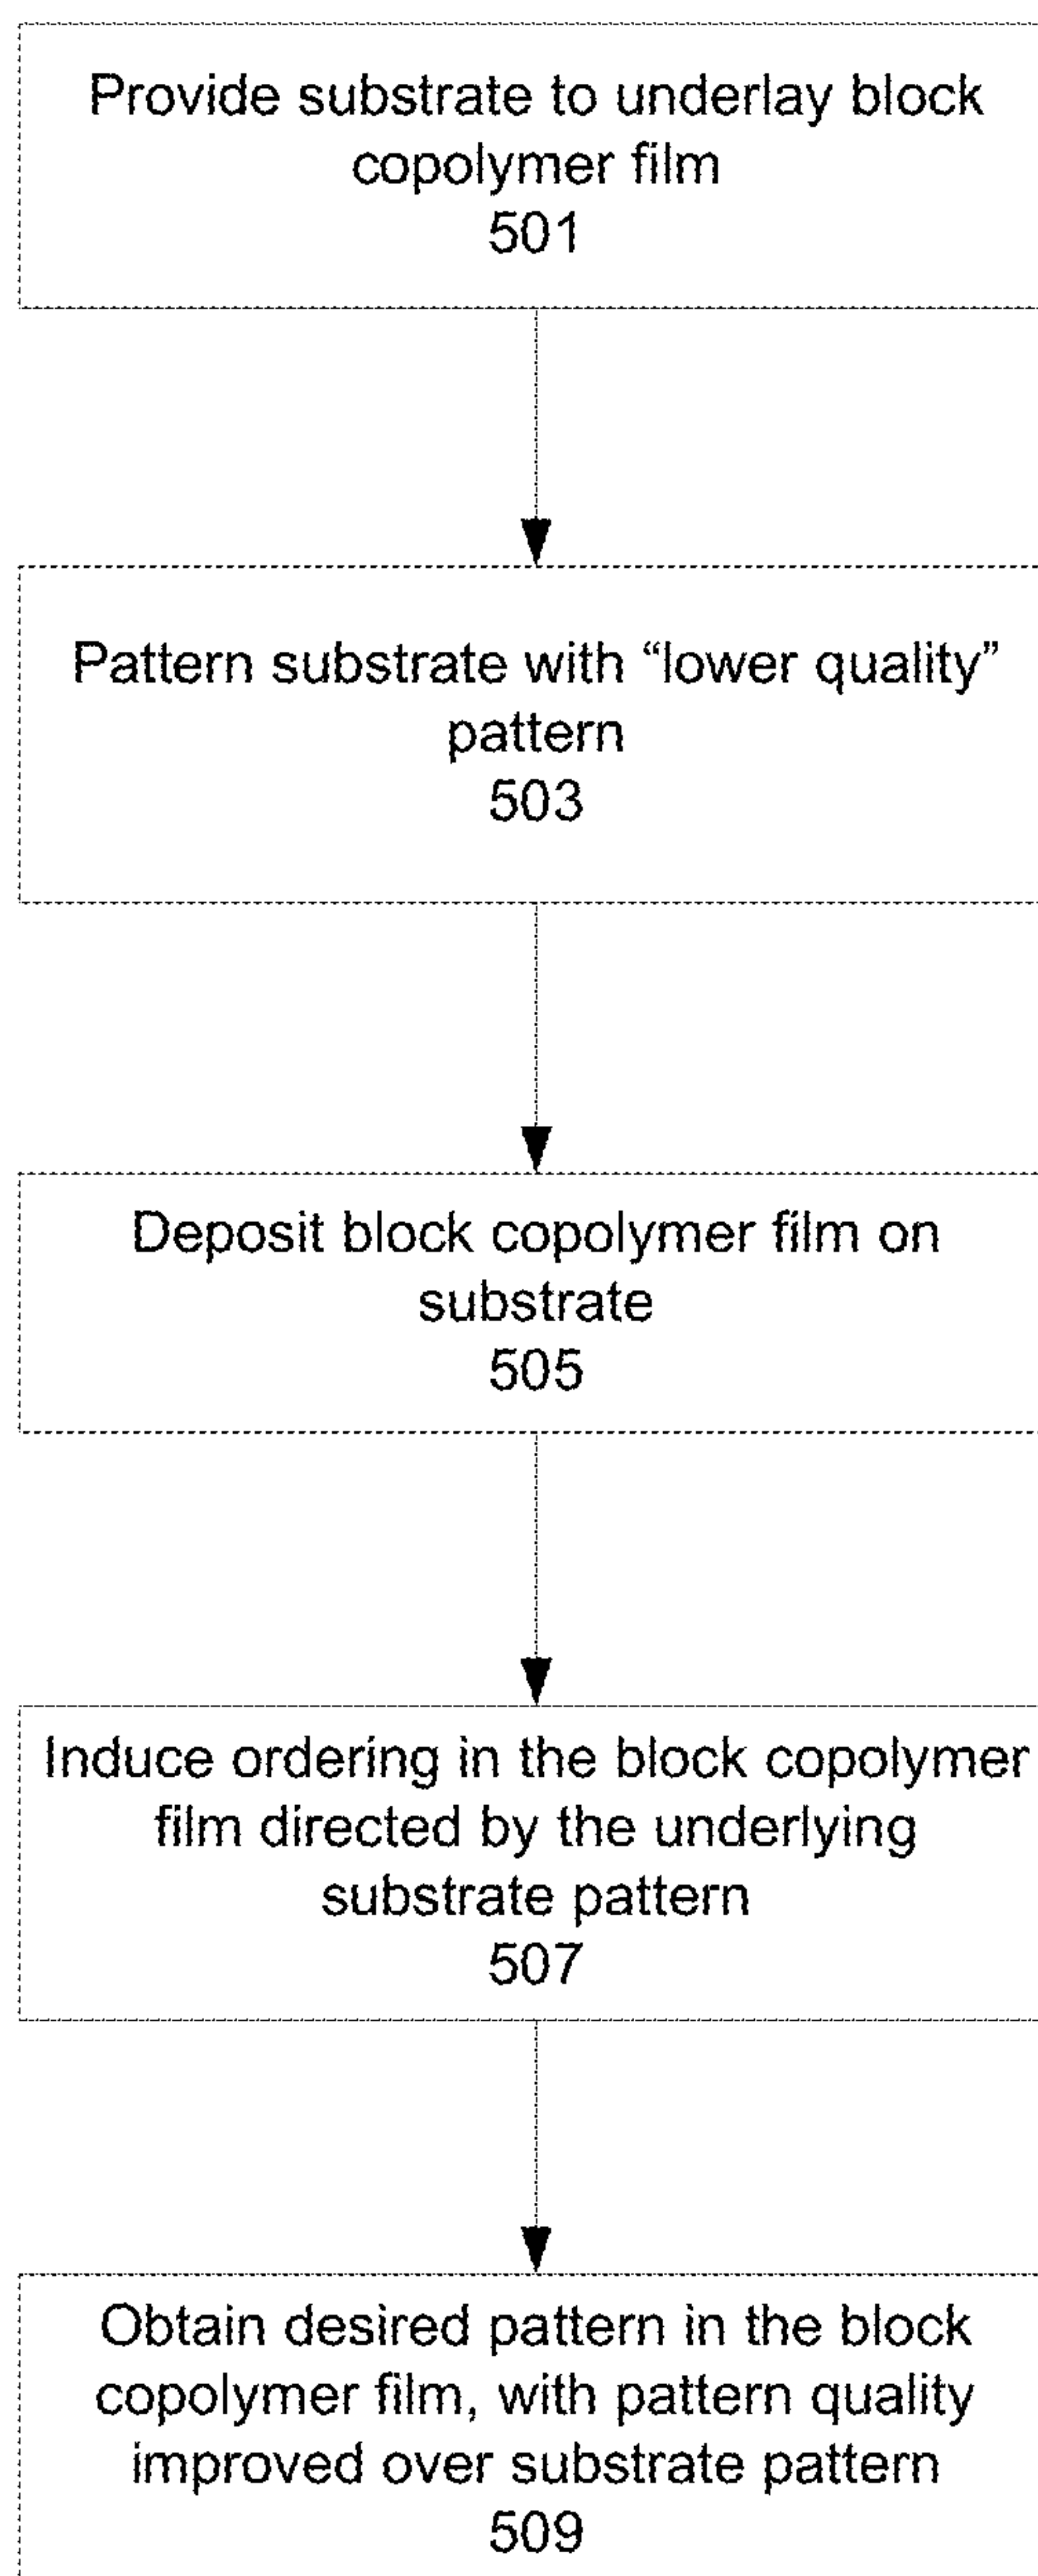 Provide substrate to underlay block
copolymer film
501
Pattern substrate with “lower quality”
pattern
503
Deposit block copolymer film on
substrate
505
Induce ordering in the block copolymer
film directed by the underlying
substrate pattern
507
Obtain desired pattern in the block
copolymer film, with pattern quality
improved over substrate pattern
509